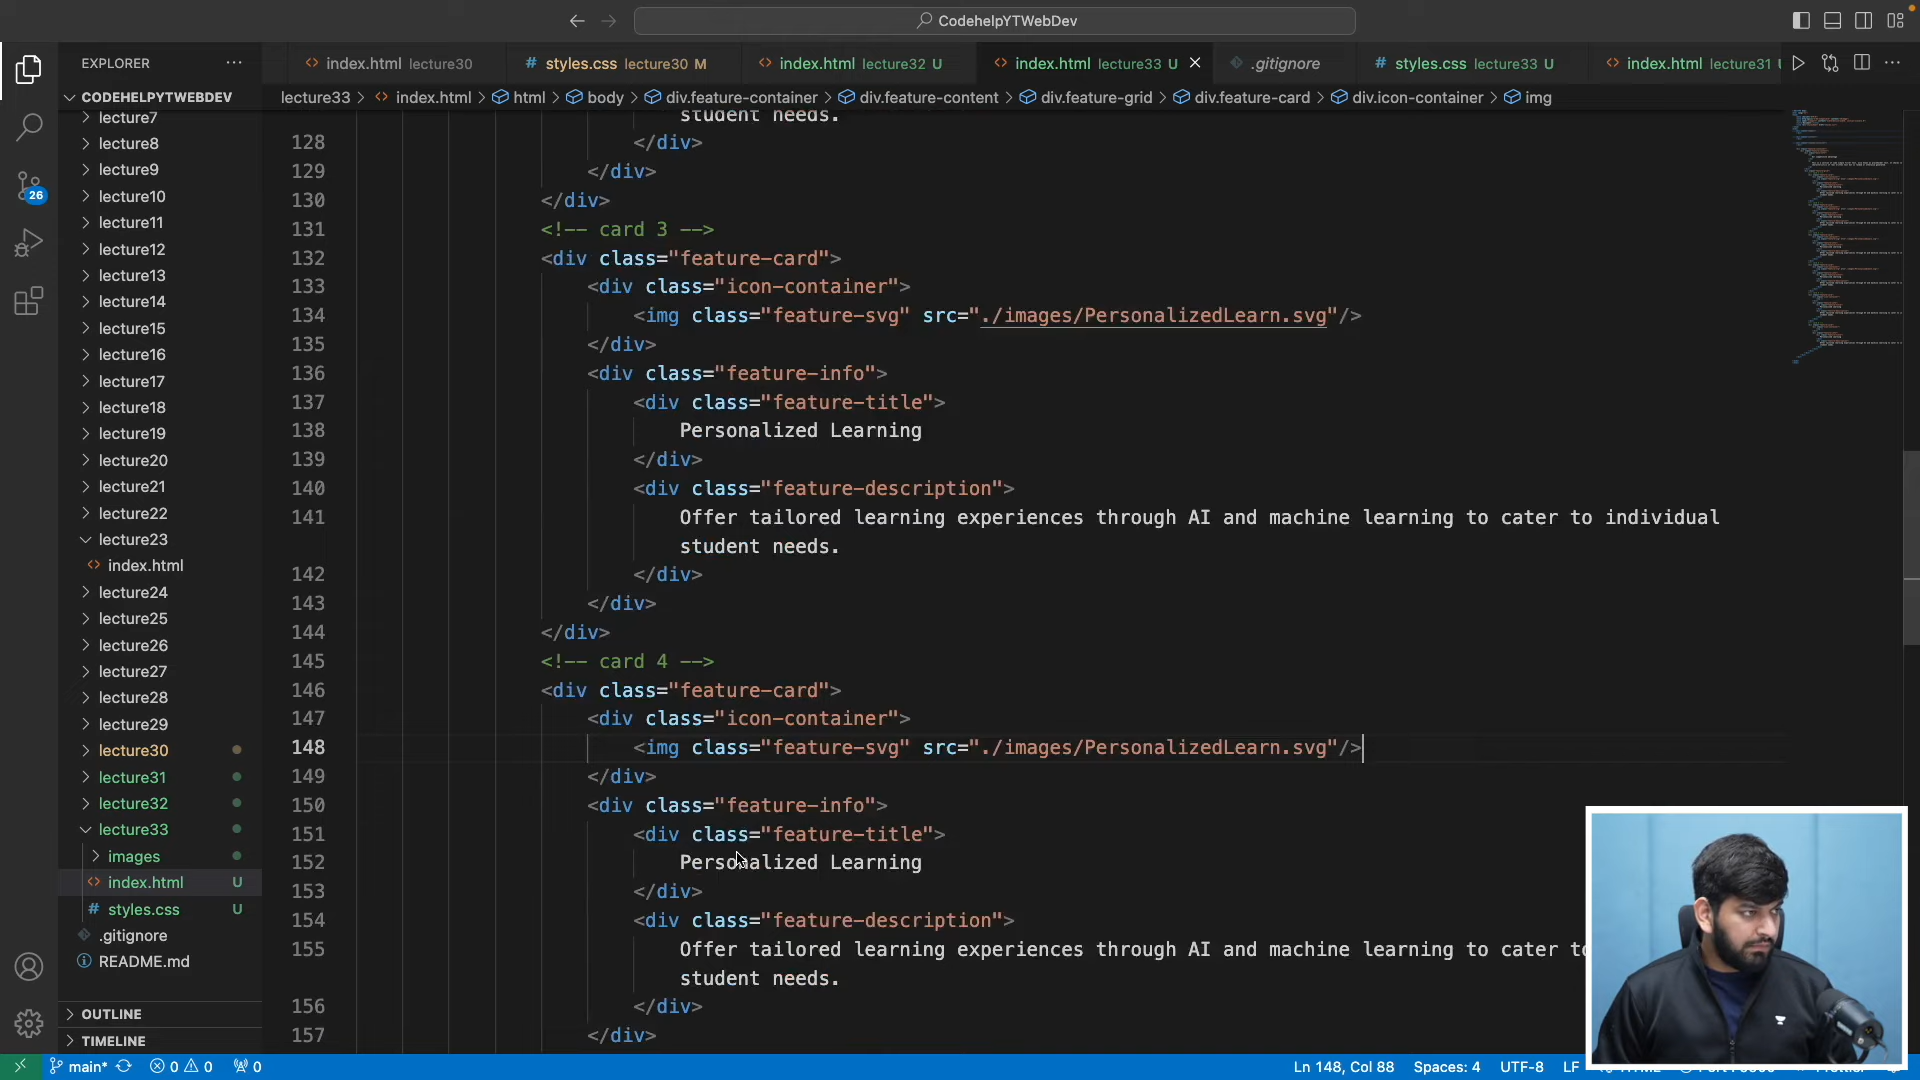 CodehelpYTWebDev
EXPLORER
index.html lecture30
styles.css lecture30 M
index.html lecture32 U
index.html lecture33 U
.gitignore
styles.css lecture33 U
index.html lecture31 U
CODEHELPYTWEBDEV
lecture33 > index.html > html > body > div.feature-container > div.feature-content > div.feature-grid > div.feature-card > div.icon-container > img
lecture7
lecture8
lecture9
lecture10
lecture11
lecture12
lecture13
lecture14
lecture15
lecture16
lecture17
lecture18
lecture19
lecture20
lecture21
lecture22
lecture23
index.html
lecture24
lecture25
lecture26
lecture27
lecture28
lecture29
lecture30
lecture31
lecture32
lecture33
images
index.html U
styles.css U
.gitignore
README.md
OUTLINE
TIMELINE
26
student needs.
128 </div>
129 </div>
130 </div>
131 <!-- card 3 -->
132 <div class="feature-card">
133 <div class="icon-container">
134 <img class="feature-svg" src="./images/PersonalizedLearn.svg"/>
135 </div>
136 <div class="feature-info">
137 <div class="feature-title">
138 Personalized Learning
139 </div>
140 <div class="feature-description">
141 Offer tailored learning experiences through AI and machine learning to cater to individual
student needs.
142 </div>
143 </div>
144 </div>
145 <!-- card 4 -->
146 <div class="feature-card">
147 <div class="icon-container">
148 <img class="feature-svg" src="./images/PersonalizedLearn.svg"/>
149 </div>
150 <div class="feature-info">
151 <div class="feature-title">
152 Personalized Learning
153 </div>
154 <div class="feature-description">
155 Offer tailored learning experiences through AI and machine learning to cater to
student needs.
156 </div>
157 </div>
main* 0 0 0
Ln 148, Col 88 Spaces: 4 UTF-8 LF